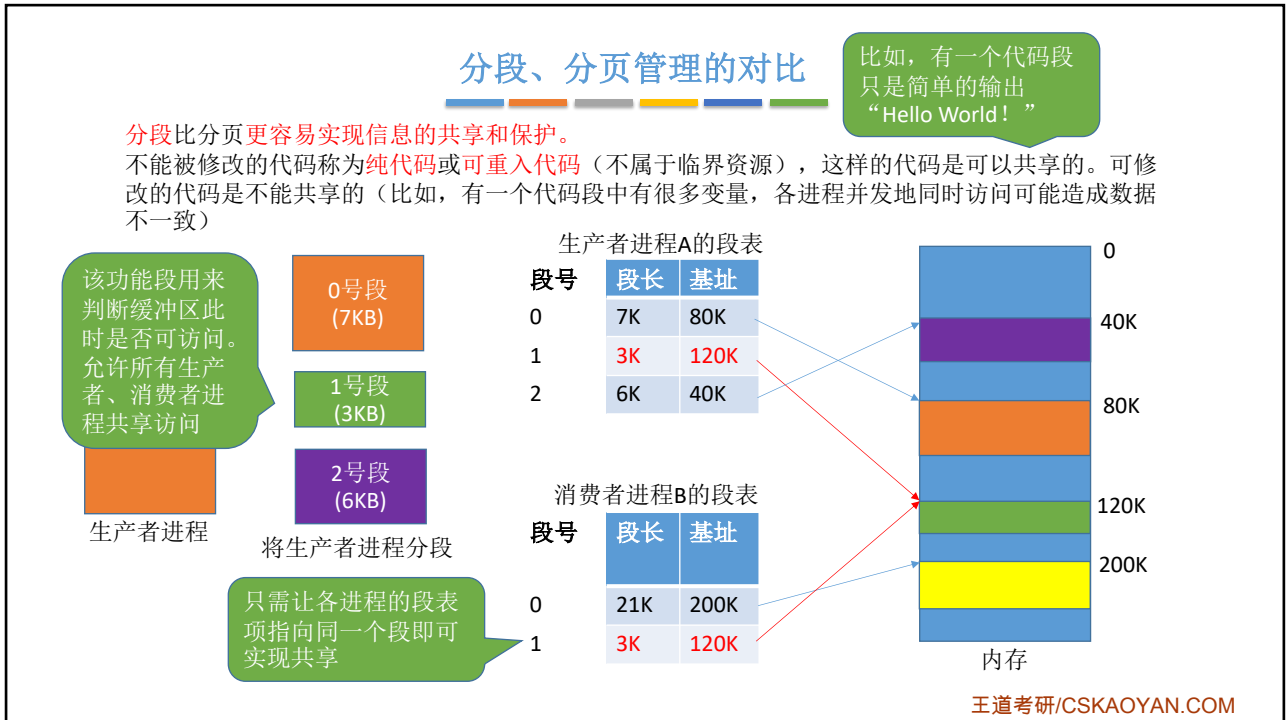 分段、分页管理的对比
比如，有一个代码段
只是简单的输出
“Hello World！”
分段比分页更容易实现信息的共享和保护。
不能被修改的代码称为纯代码或可重入代码（不属于临界资源），这样的代码是可以共享的。可修
改的代码是不能共享的（比如，有一个代码段中有很多变量，各进程并发地同时访问可能造成数据
不一致）
该功能段用来
判断缓冲区此
时是否可访问。
允许所有生产
者、消费者进
程共享访问
生产者进程
0号段
(7KB)
1号段
(3KB)
2号段
(6KB)
将生产者进程分段
生产者进程A的段表
段号 段长 基址
0 7K 80K
1 3K 120K
2 6K 40K
消费者进程B的段表
段号 段长 基址
0 21K 200K
1 3K 120K
只需让各进程的段表
项指向同一个段即可
实现共享
0
40K
80K
120K
200K
内存
王道考研/CSKAOYAN.COM